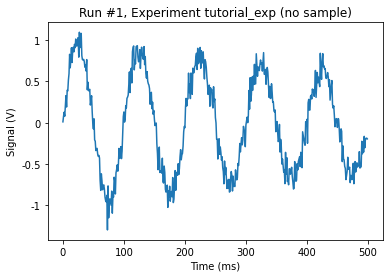 Run #1, Experiment tutorial_exp (no sample)
1
0.5
0
-0.5
-1
Signal (V)
0 100 200 300 400 500
Time (ms)